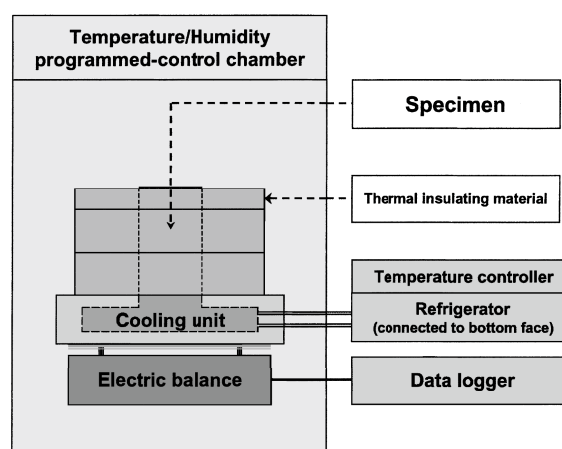 Temperature/Humidity
programmed-control chamber
Specimen
Thermal insulating material
Temperature controller
Refrigerator
(connected to bottom face)
Cooling unit
Electric balance
Data logger